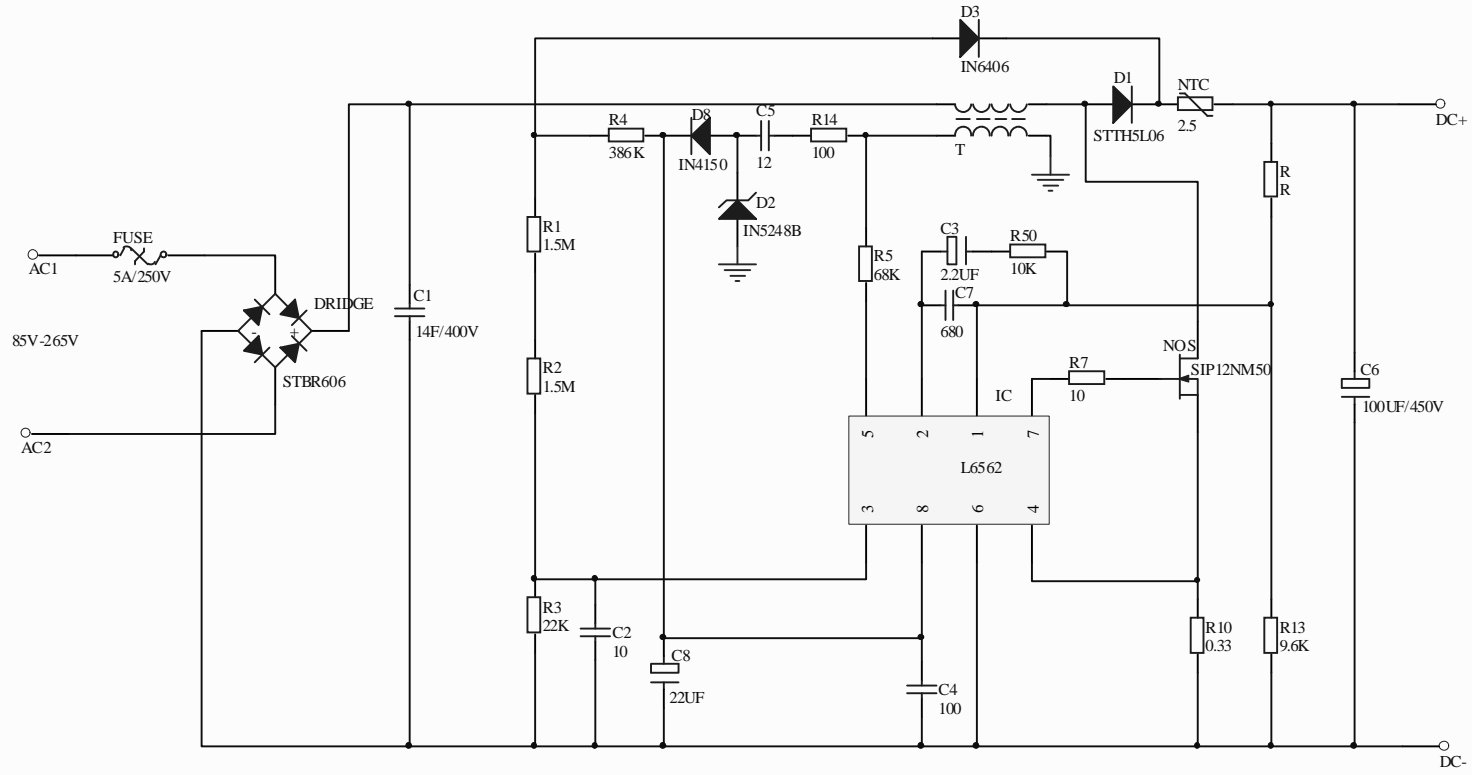 D3
IN6406
D1
STTH5L06
NTC
2.5
DC+
R4
386K
D8
IN4150
C5
12
R14
100
T
R
R
D2
IN5248B
R1
1.5M
C3
2.2UF
R50
10K
FUSE
5A/250V
AC1
R5
68K
C7
680
DRIDGE
- +
C1
14F/400V
85V-265V
STBR606
R2
1.5M
NOS
SIP12NM50
R7
10
C6
100UF/450V
IC
AC2
5 2 1 7
L6562
3 8 6 4
R3
22K
C2
10
R10
0.33
R13
9.6K
C8
22UF
C4
100
DC-